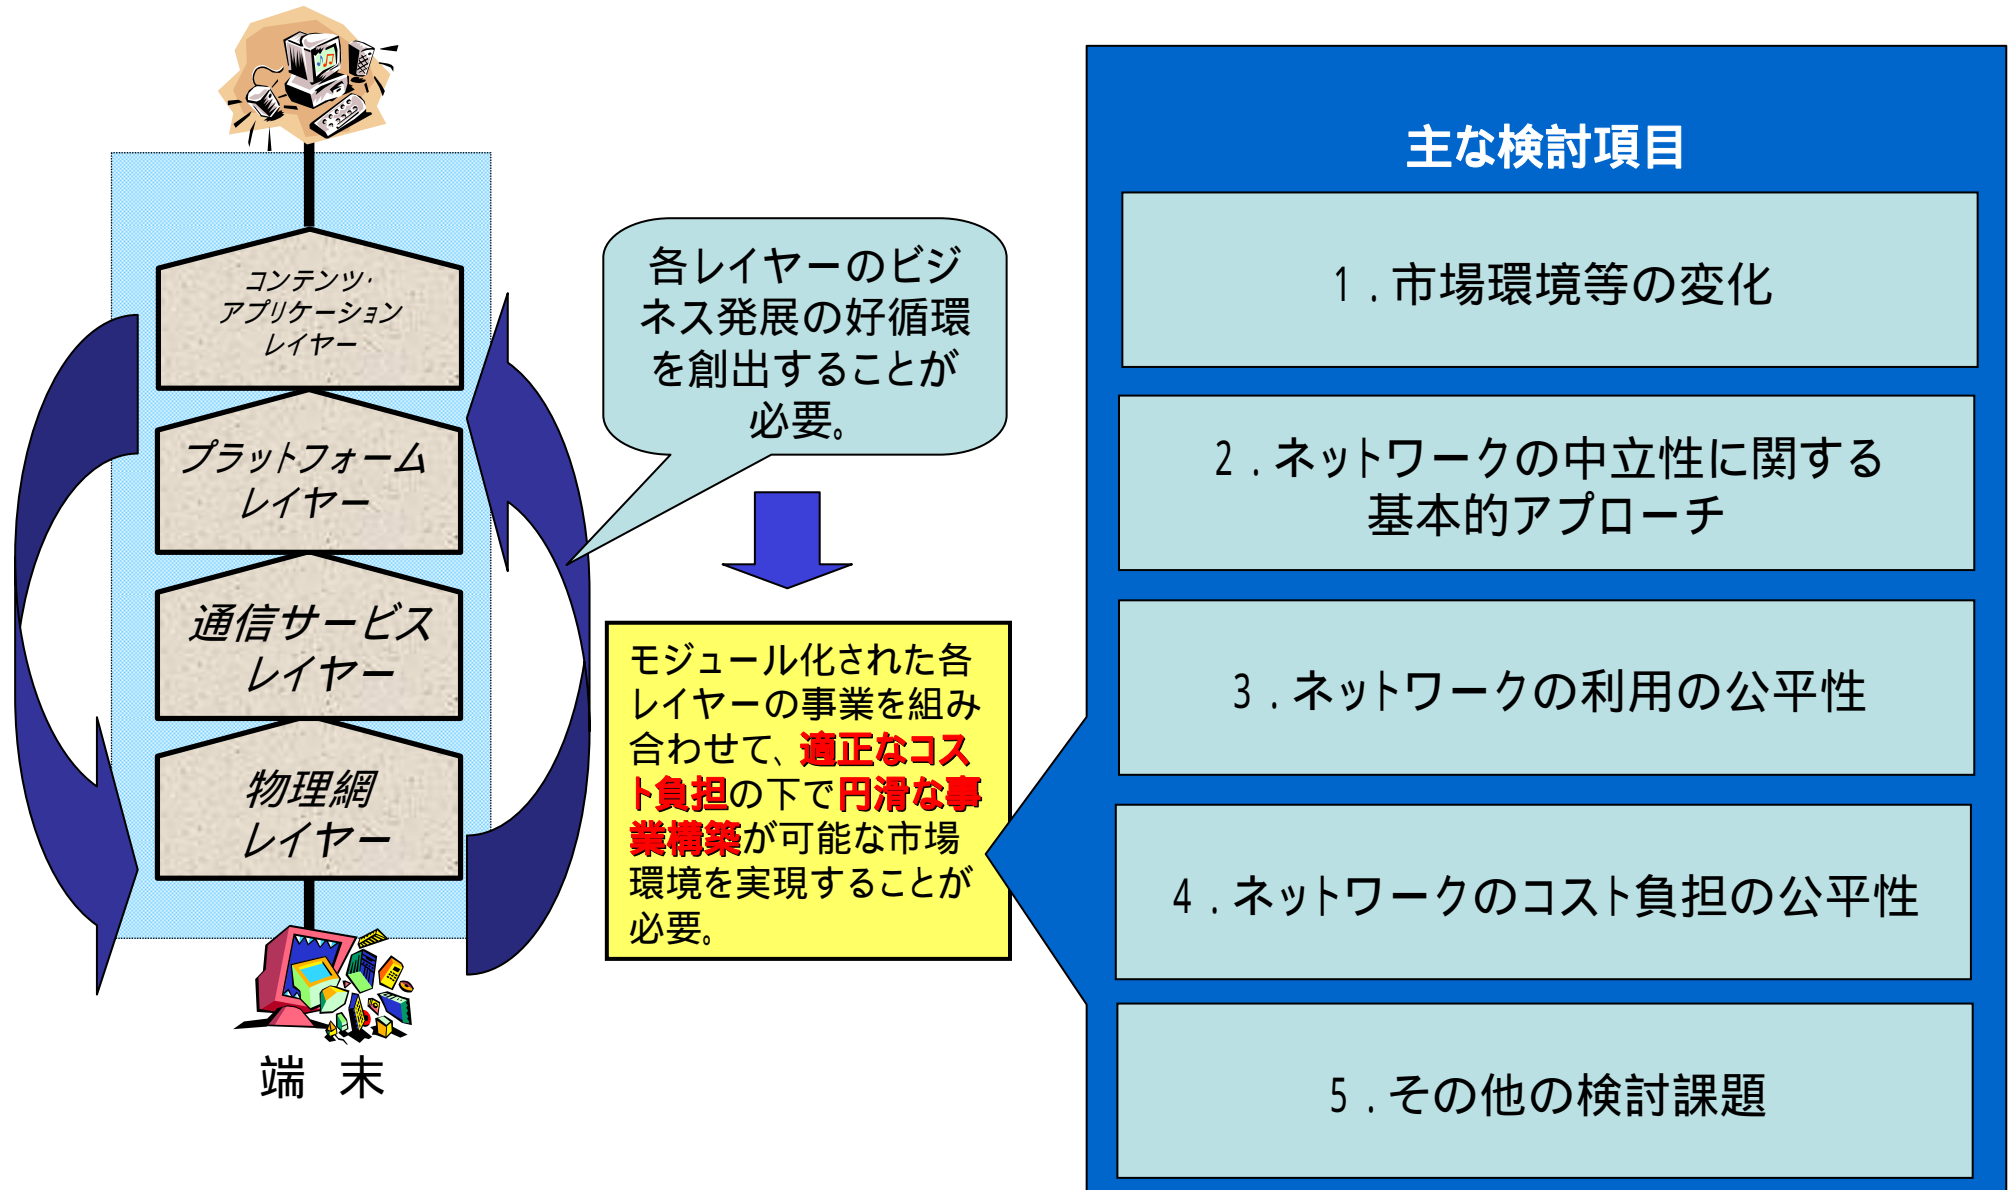 コンテンツ・
アプリケーション
レイヤー
プラットフォーム
レイヤー
通信サービス
レイヤー
物理網
レイヤー
端 末
各レイヤーのビジ
ネス発展の好循環
を創出することが
必要。
モジュール化された各
レイヤーの事業を組み
合わせて、適正なコス
ト負担の下で円滑な事
業構築が可能な市場
環境を実現することが
必要。
主な検討項目
1．市場環境等の変化
2．ネットワークの中立性に関する
基本的アプローチ
3．ネットワークの利用の公平性
4．ネットワークのコスト負担の公平性
5．その他の検討課題